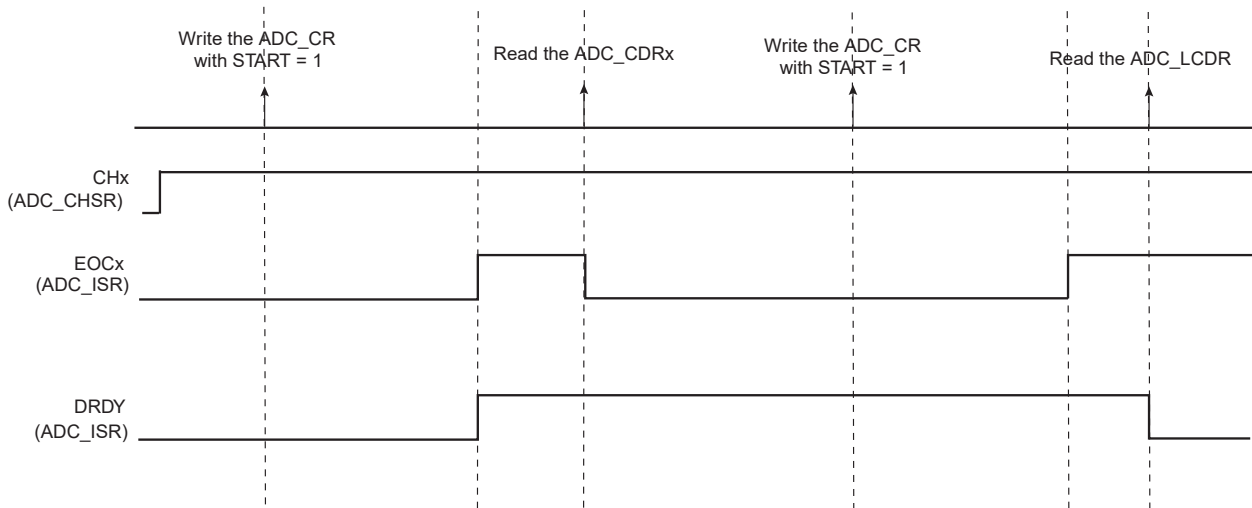 Write the ADC_CR
with START = 1
Read the ADC_CDRx
Write the ADC_CR
with START = 1
Read the ADC_LCDR
CHx
(ADC_CHSR)
EOCx
(ADC_ISR)
DRDY
(ADC_ISR)